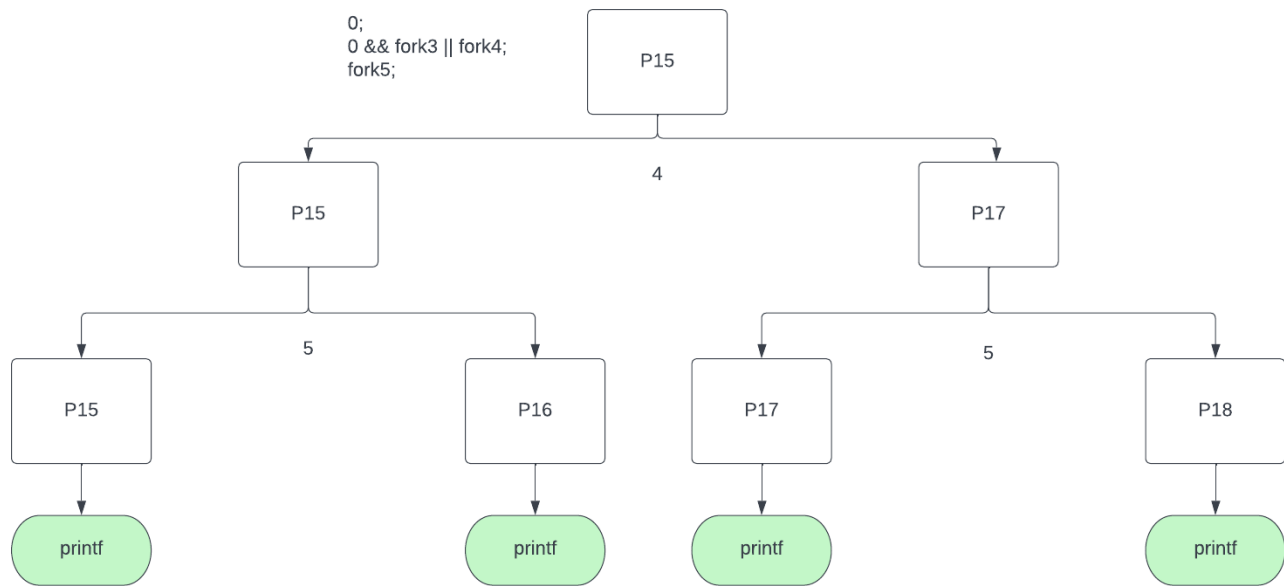 0;
0 && fork3 || fork4;
fork5;
P15
4
P15
P17
5
5
P15
P16
P17
P18
printf
printf
printf
printf